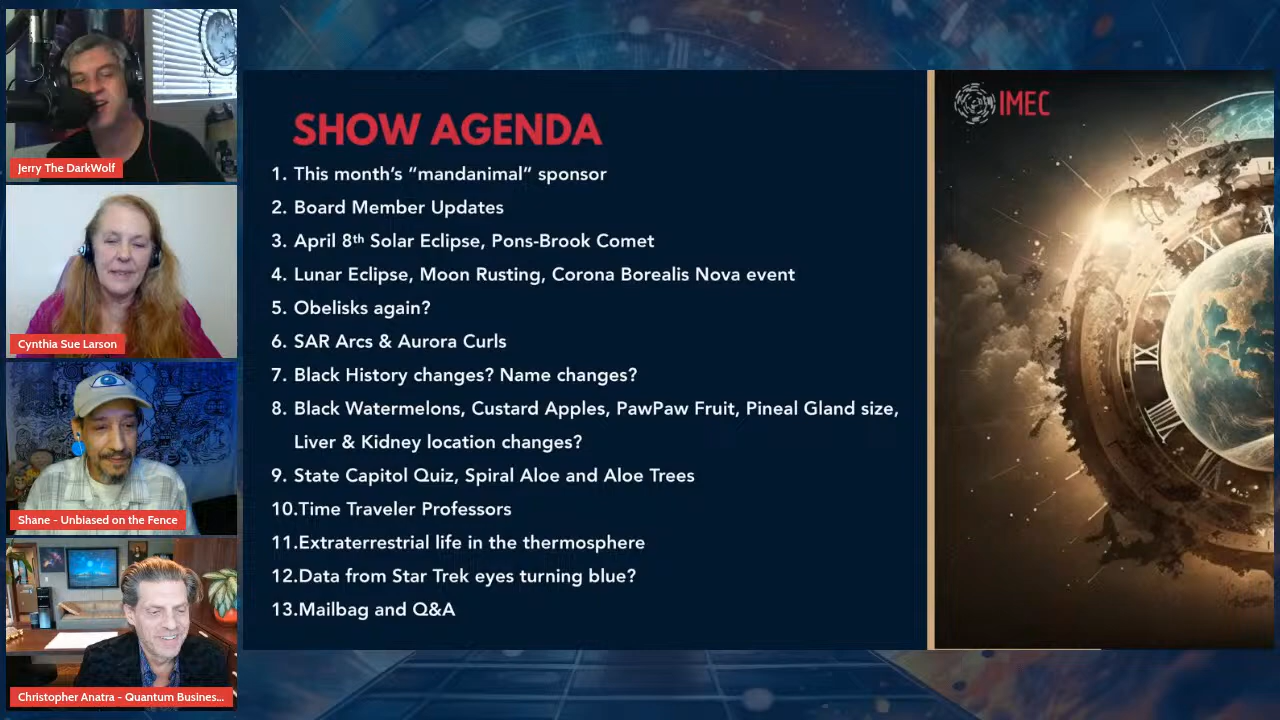 Jerry The DarkWolf
Cynthia Sue Larson
Shane - Unbiased on the Fence
Christopher Anatra - Quantum Busines...
SHOW AGENDA
1. This month's “mandanimal” sponsor
2. Board Member Updates
3. April 8th Solar Eclipse, Pons-Brook Comet
4. Lunar Eclipse, Moon Rusting, Corona Borealis Nova event
5. Obelisks again?
6. SAR Arcs & Aurora Curls
7. Black History changes? Name changes?
8. Black Watermelons, Custard Apples, PawPaw Fruit, Pineal Gland size,
Liver & Kidney location changes?
9. State Capitol Quiz, Spiral Aloe and Aloe Trees
10.Time Traveler Professors
11.Extraterrestrial life in the thermosphere
12.Data from Star Trek eyes turning blue?
13.Mailbag and Q&A
IMEC
IX
VIII